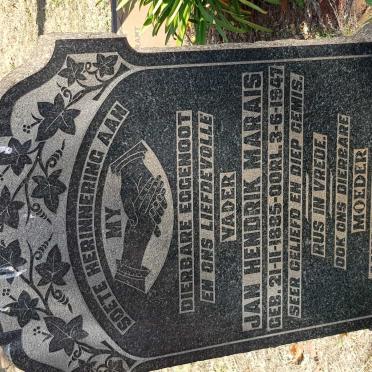 SOETE HERINNERING AAN
MY
DIERBARE EGGENOOT
EN ONS LIEFDEVOLLE
VADER
JAN HENDRIK MARAIS
GEB. 21-11-1885-OORL. 3-6-1947
SEER GELIEFD EN DIEP GEMIS.
RUS IN VREDE.
OOK ONS DIERBARE
MOEDER